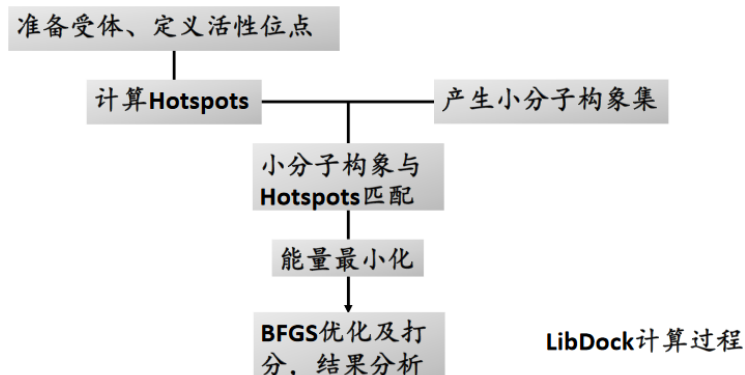 准备受体、定义活性位点
计算Hotspots
产生小分子构象集
小分子构象与
Hotspots匹配
能量最小化
BFGS优化及打
分，结果分析
LibDock计算过程